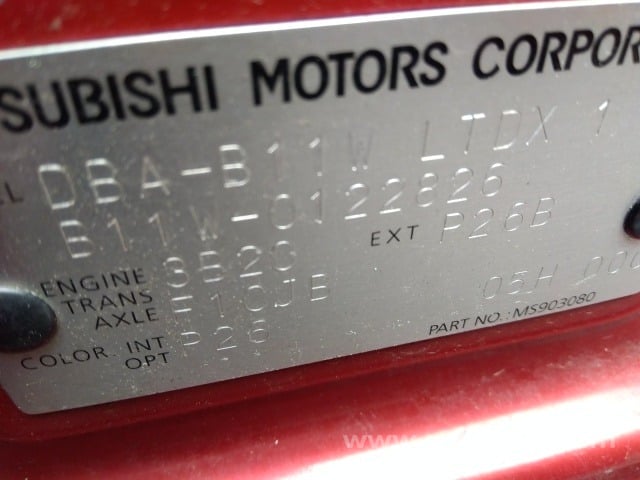 SUBISHI MOTORS CORPOR
EL DBA-B11W LTDX 1
B11W-0122826
EXT P26B
ENGINE 3B20
TRANS AXLE F1CJB
05H 000
COLOR INT OPT P26
PART NO.: MS903080